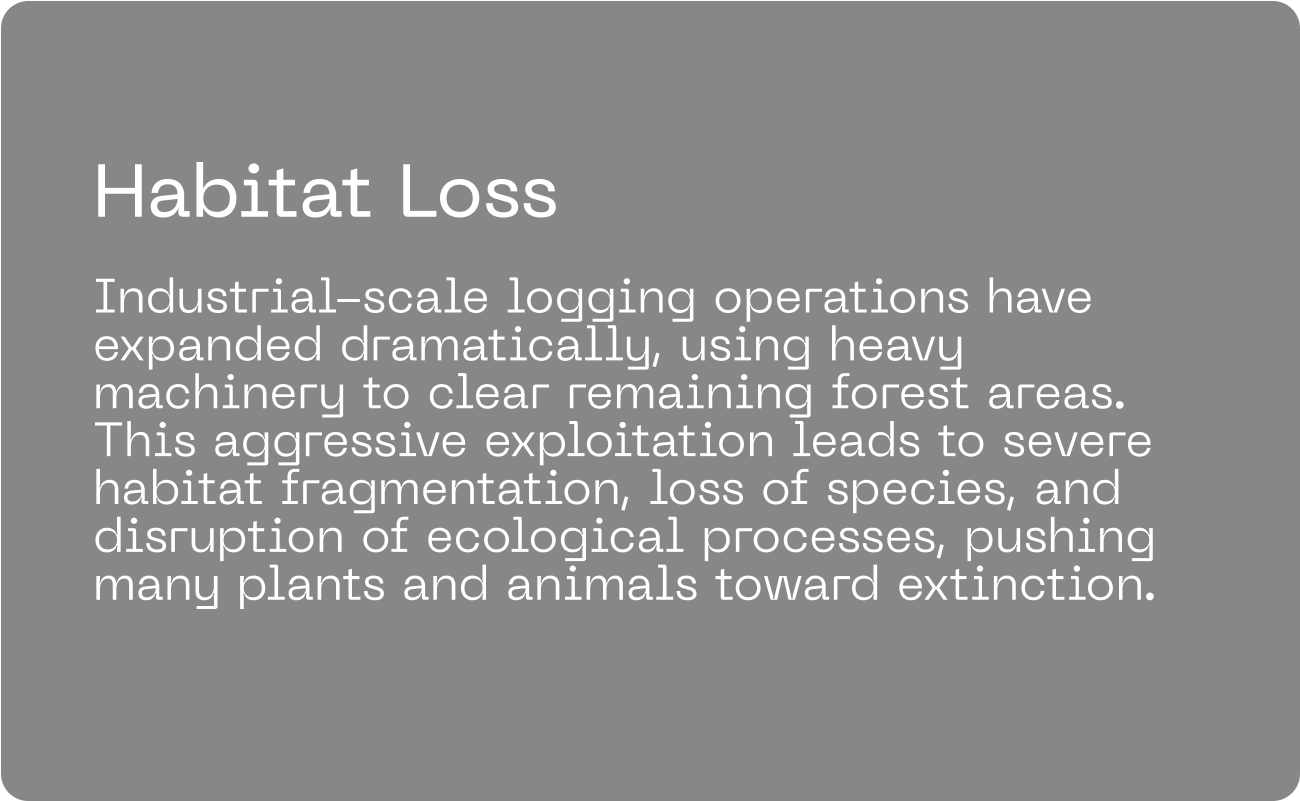 Habitat Loss
Industrial-scale logging operations have
expanded dramatically, using heavy
machinery to clear remaining forest areas.
This aggressive exploitation leads to severe
habitat fragmentation, loss of species, and
disruption of ecological processes, pushing
many plants and animals toward extinction.